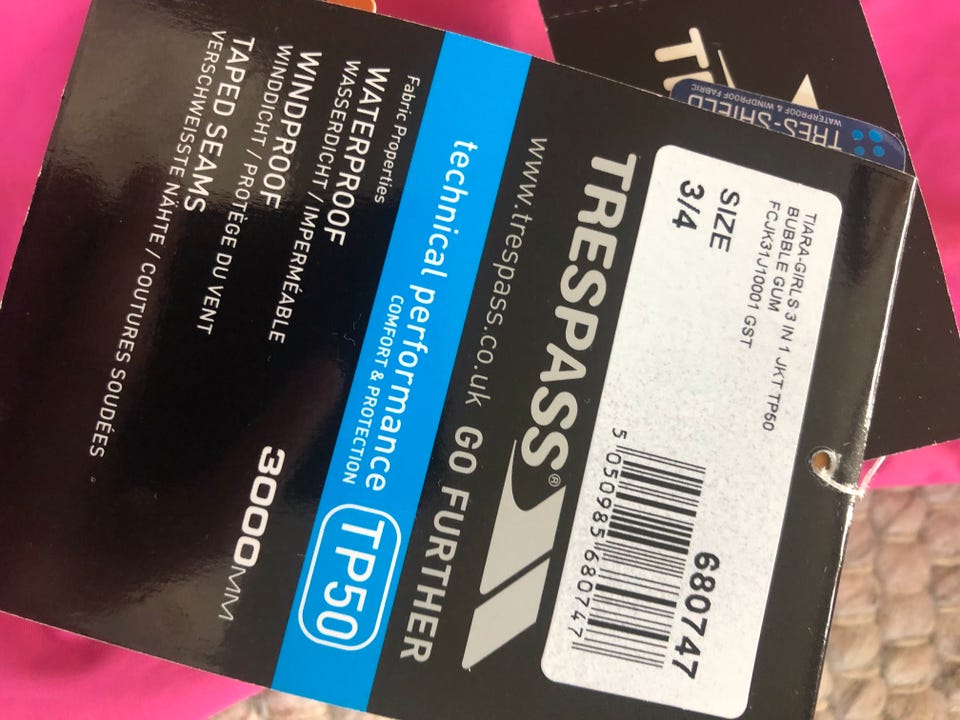 TIARA-GIRLS 3 IN 1 JKT TP50
BUBBLE GUM
FCJK31J10001 GST
SIZE
3/4
680747
5 050985 680747
TRESPASS®
www.trespass.co.uk GO FURTHER
technical performance
COMFORT & PROTECTION
TP50
Fabric Properties
WATERPROOF
WASSERDICHT / IMPERMÉABLE
3000MM
WINDPROOF
WINDDICHT / PROTÈGE DU VENT
TAPED SEAMS
VERSCHWEISSTE NÄHTE / COUTURES SOUDÉES
TRES-SHIELD
WATERPROOF & WINDPROOF FABRIC